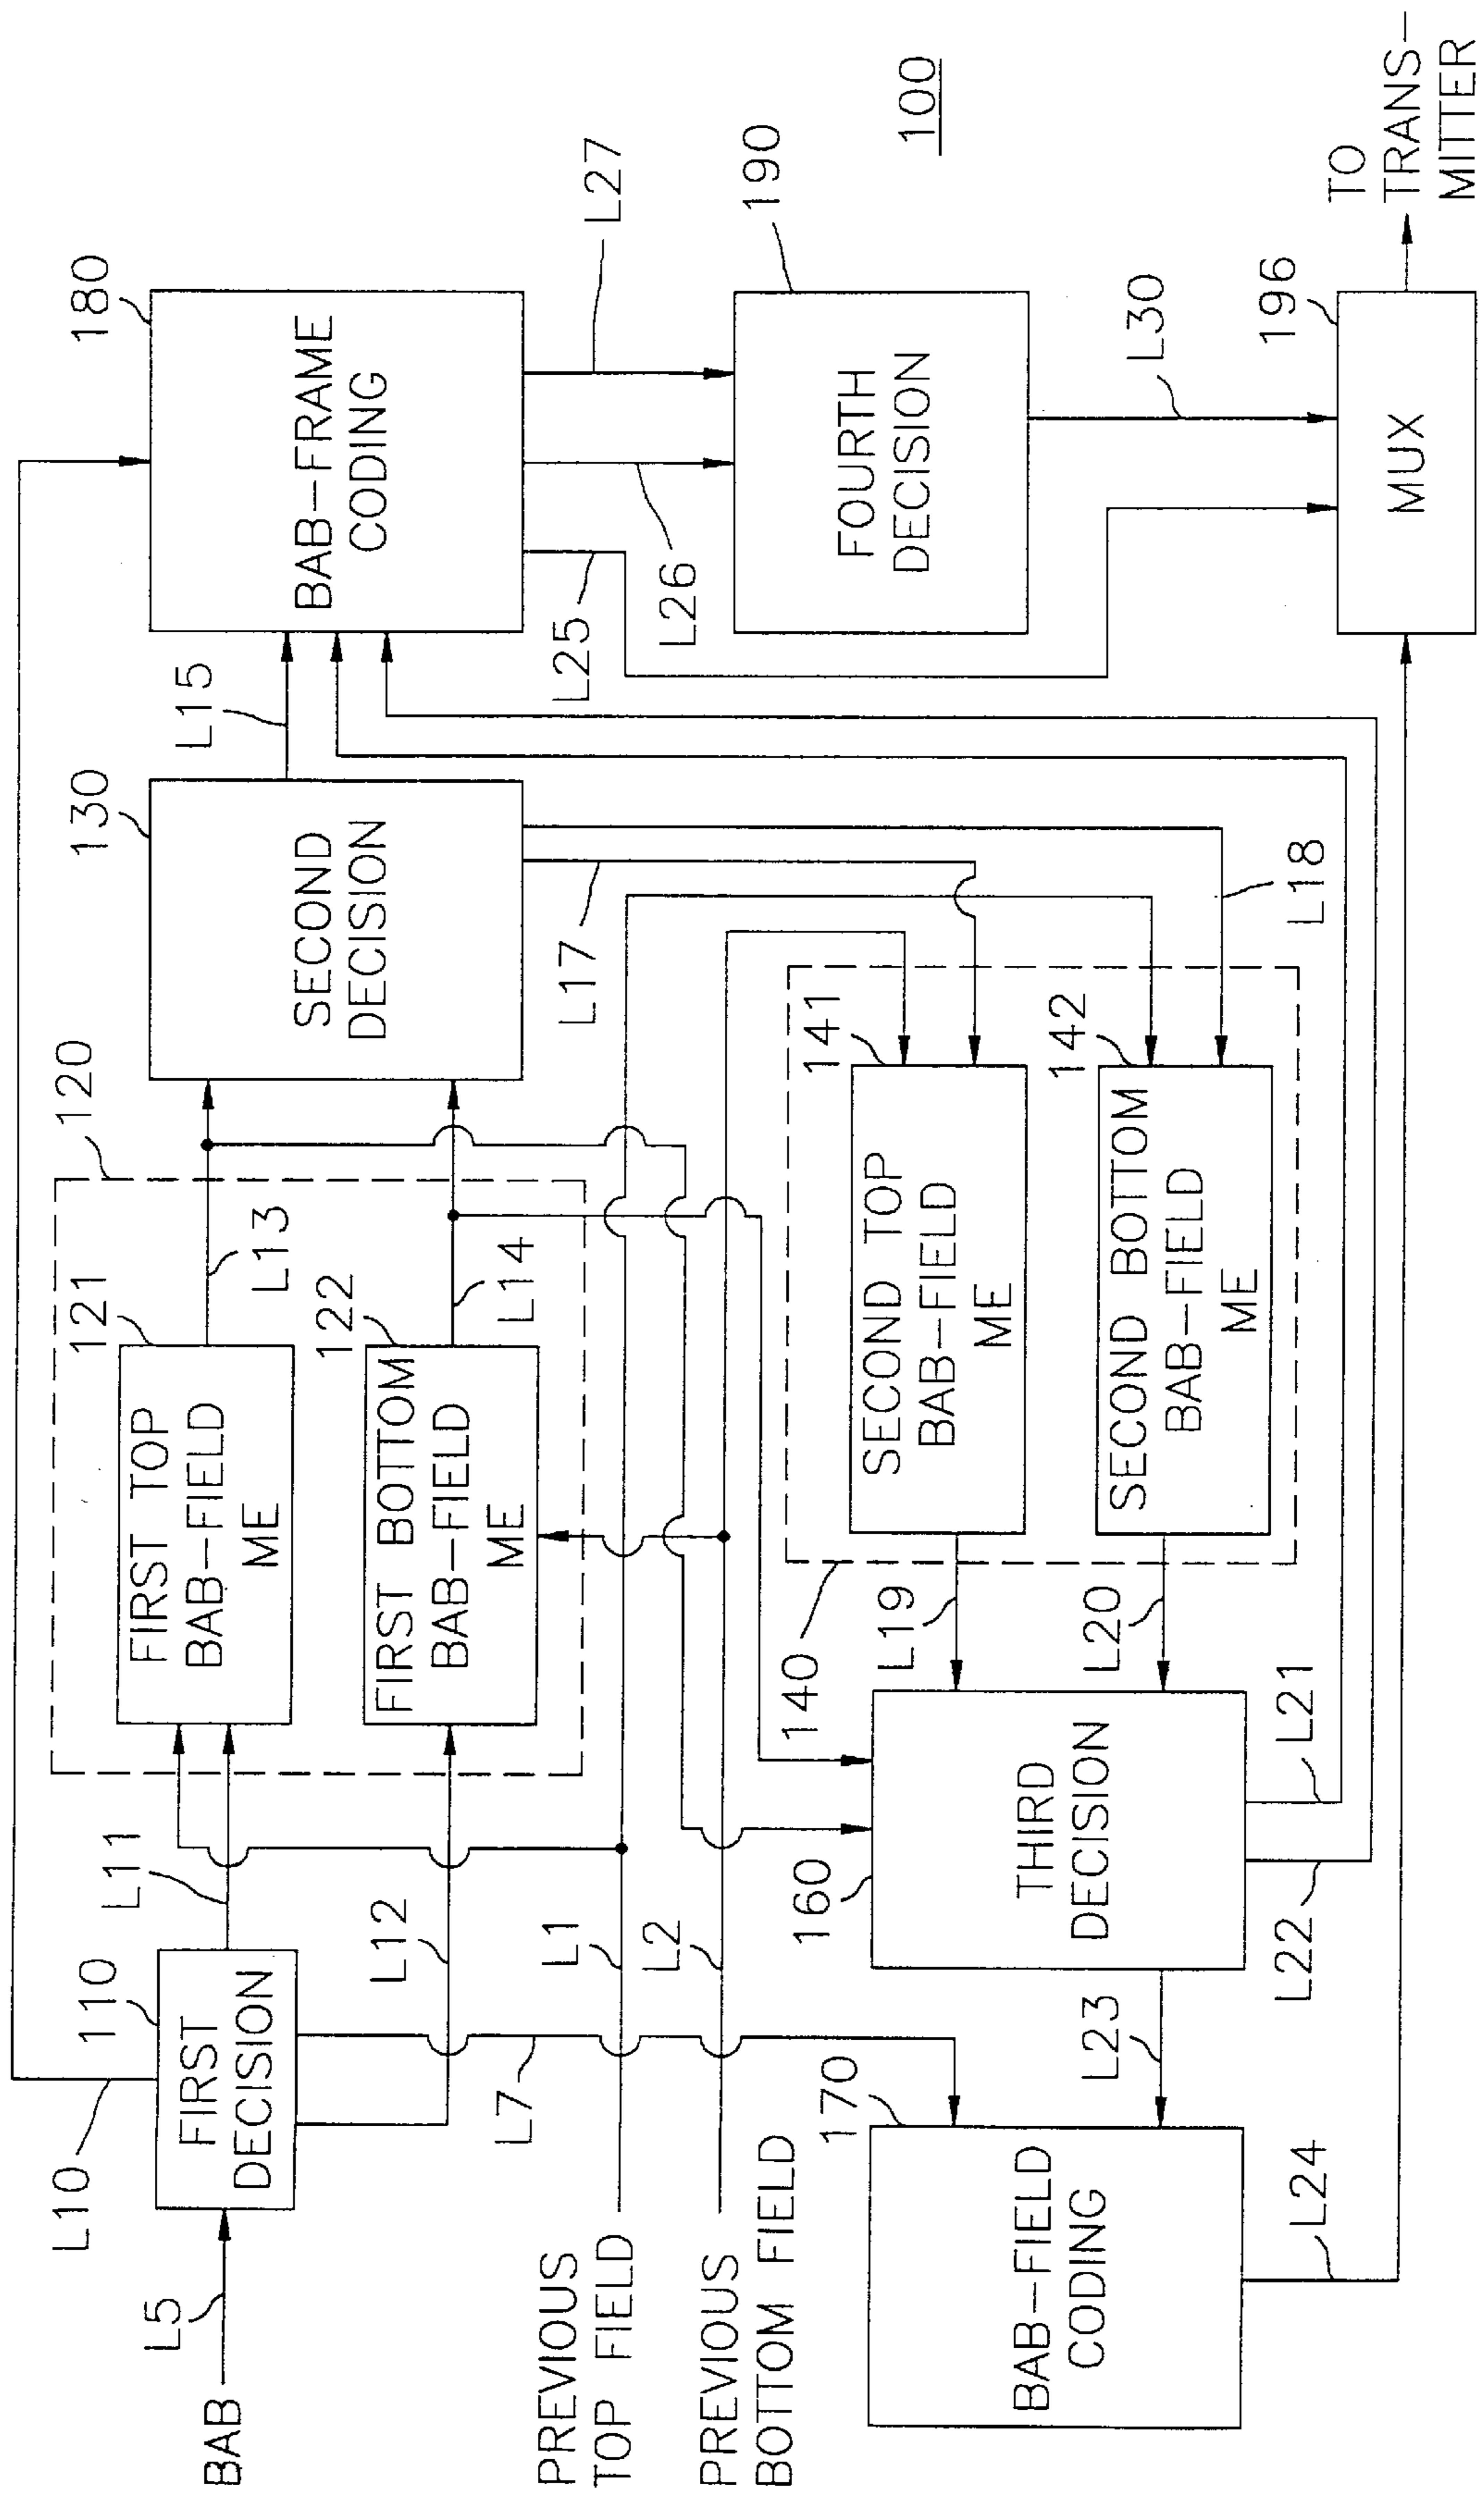 L10
110
L11
121
120
130
180
BAB
L5
FIRST
DECISION
FIRST TOP
BAB-FIELD
ME
L13
L15
SECOND
DECISION
BAB-FRAME
CODING
L12
122
FIRST BOTTOM
BAB-FIELD
ME
L14
L7
L1
L17
L25
L26
L27
PREVIOUS
TOP FIELD
L2
PREVIOUS
BOTTOM FIELD
170
160
140
L19
141
190
100
BAB-FIELD
CODING
THIRD
DECISION
SECOND TOP
BAB-FIELD
ME
FOURTH
DECISION
L23
L20
142
SECOND BOTTOM
BAB-FIELD
ME
L30
L24
L22
L21
L18
196
MUX
TO
TRANS-
MITTER